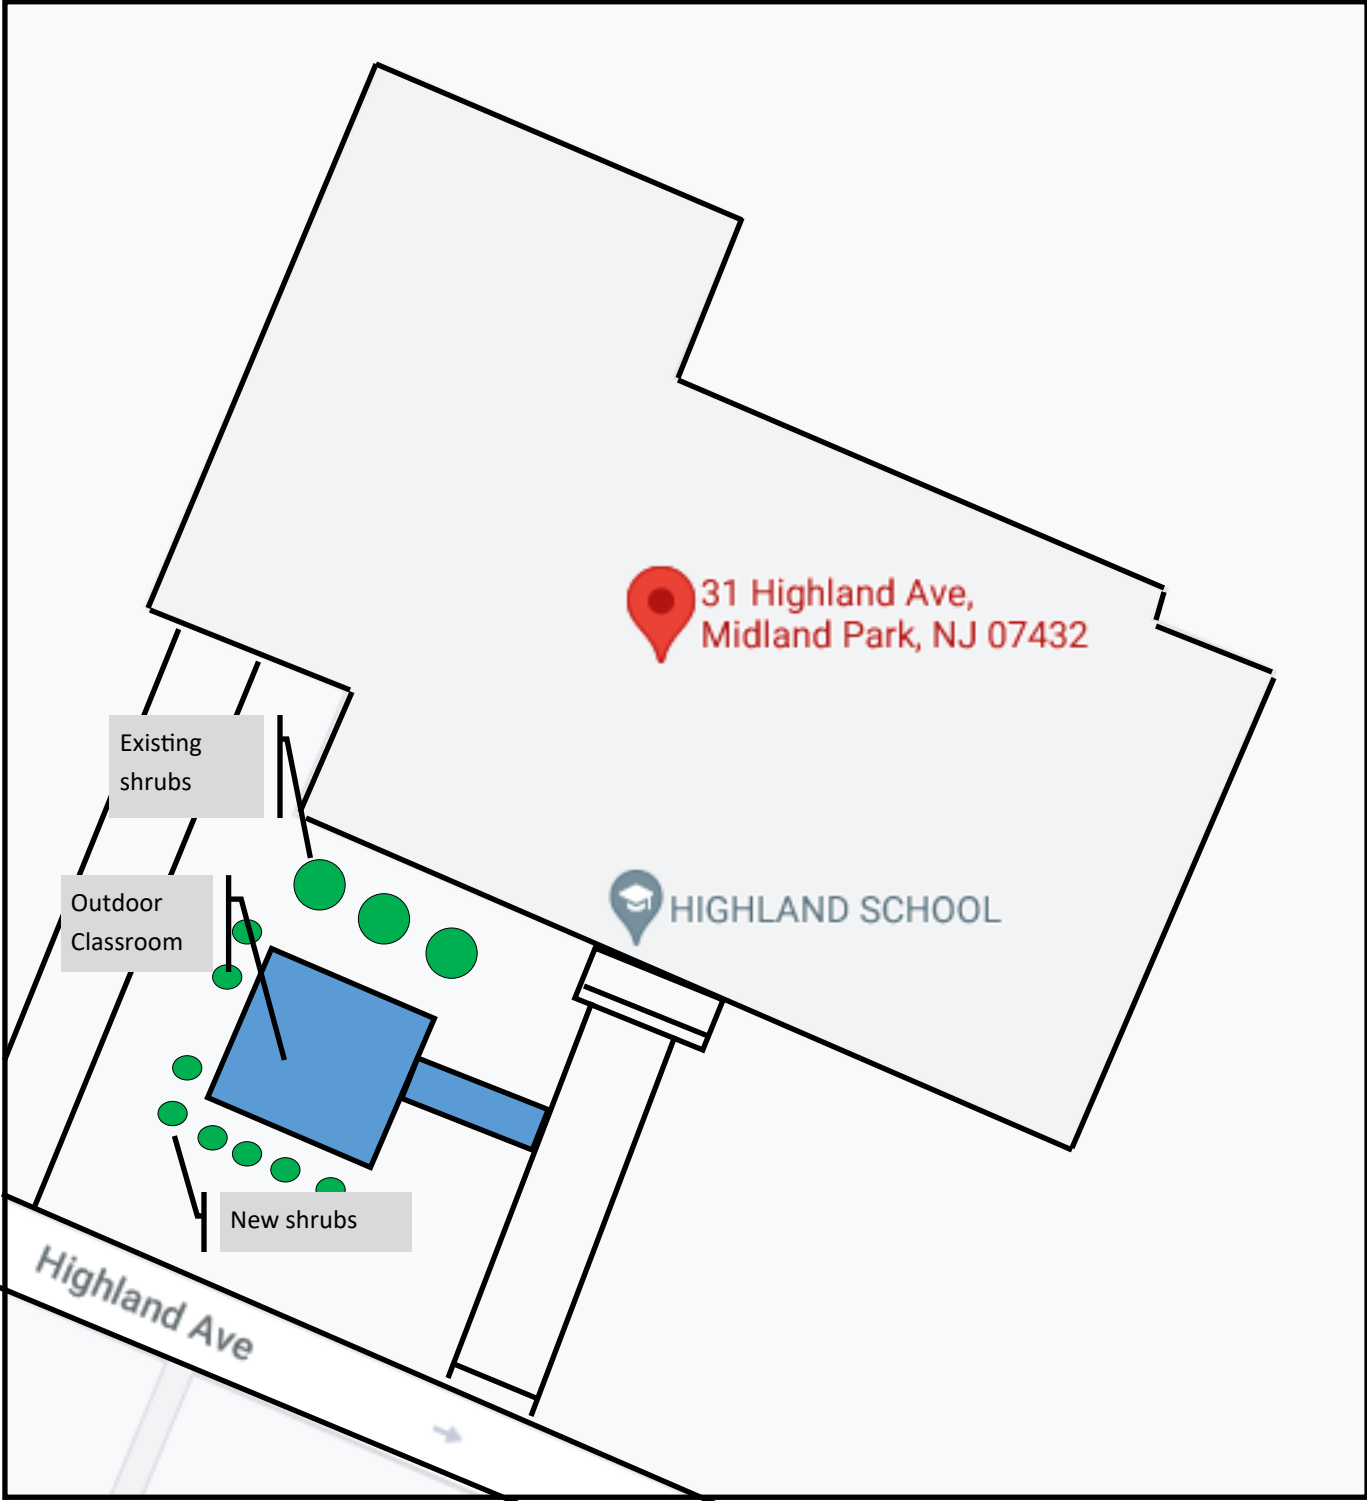 31 Highland Ave,
Midland Park, NJ 07432
Existing
shrubs
Outdoor
Classroom
HIGHLAND SCHOOL
New shrubs
Highland Ave